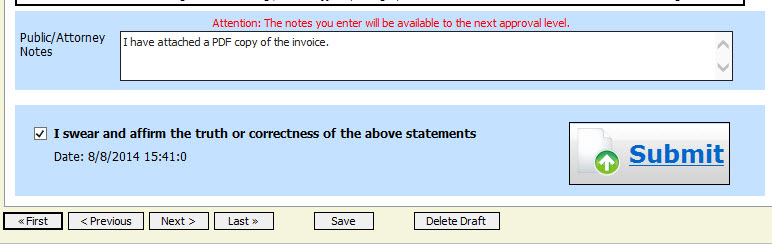 Attention: The notes you enter will be available to the next approval level.
Public/Attorney
Notes
I have attached a PDF copy of the invoice.
I swear and affirm the truth or correctness of the above statements
Date: 8/8/2014 15:41:0
Submit
« First
< Previous
Next >
Last »
Save
Delete Draft